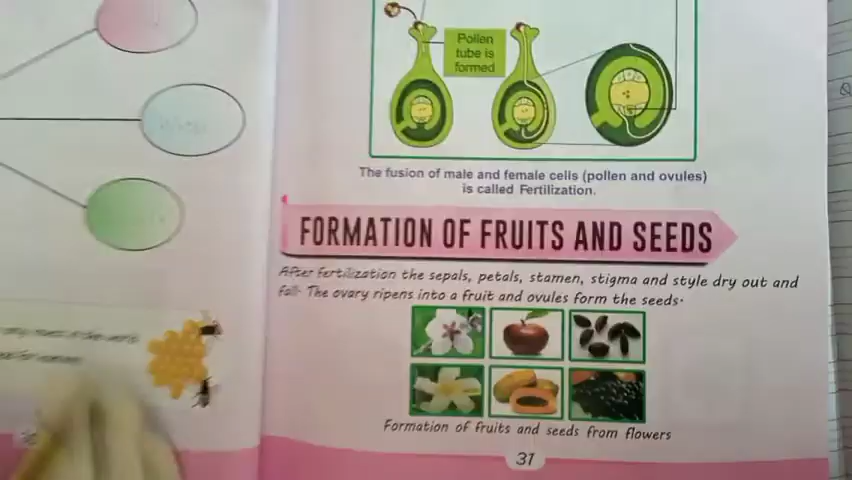 Pollen
tube is
formed
The fusion of male and female cells (pollen and ovules)
is called Fertilization.
FORMATION OF FRUITS AND SEEDS
After fertilization the sepals, petals, stamen, stigma and style dry out and
fall. The ovary ripens into a fruit and ovules form the seeds.
Formation of fruits and seeds from flowers
31